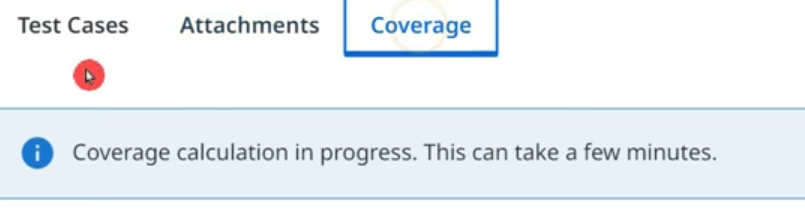 Test Cases Attachments Coverage
Coverage calculation in progress. This can take a few minutes.